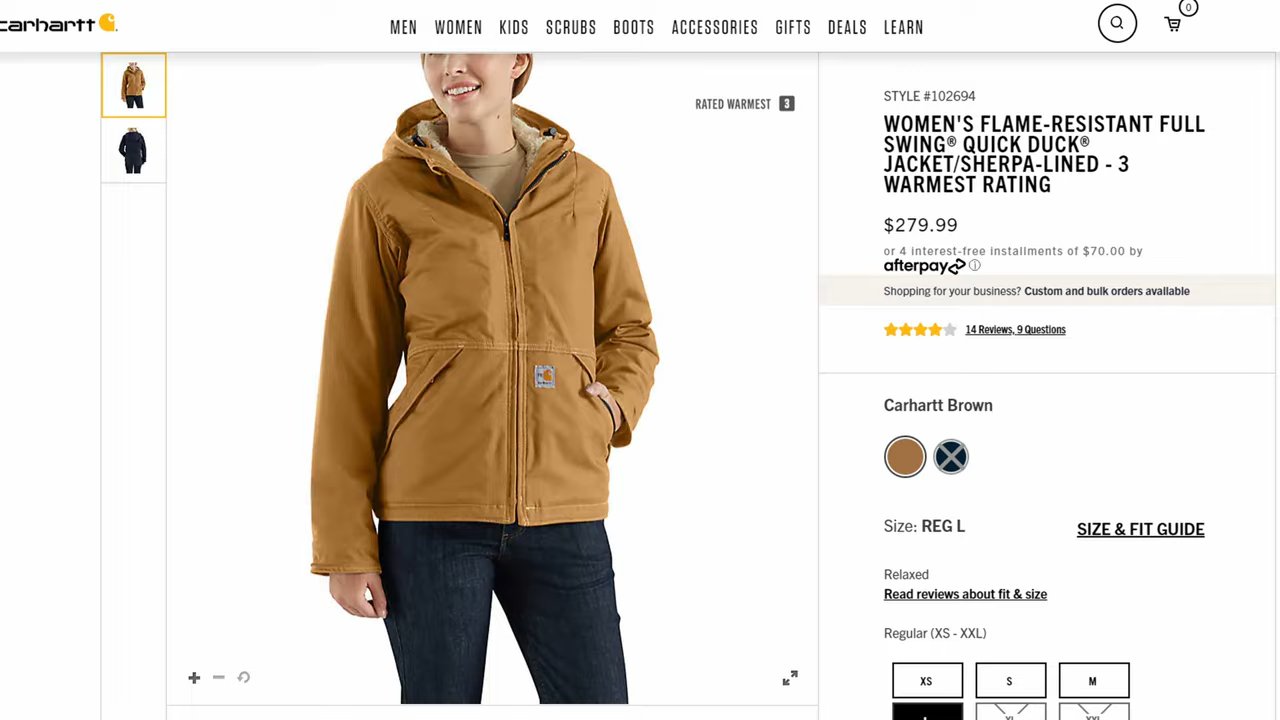 carhartt
MEN WOMEN KIDS SCRUBS BOOTS ACCESSORIES GIFTS DEALS LEARN
0
RATED WARMEST 3
STYLE #102694
WOMEN'S FLAME-RESISTANT FULL
SWING® QUICK DUCK®
JACKET/SHERPA-LINED - 3
WARMEST RATING
$279.99
or 4 interest-free installments of $70.00 by
afterpay
Shopping for your business? Custom and bulk orders available
14 Reviews, 9 Questions
Carhartt Brown
Size: REG L
SIZE & FIT GUIDE
Relaxed
Read reviews about fit & size
Regular (XS - XXL)
XS S M
L XL XXL